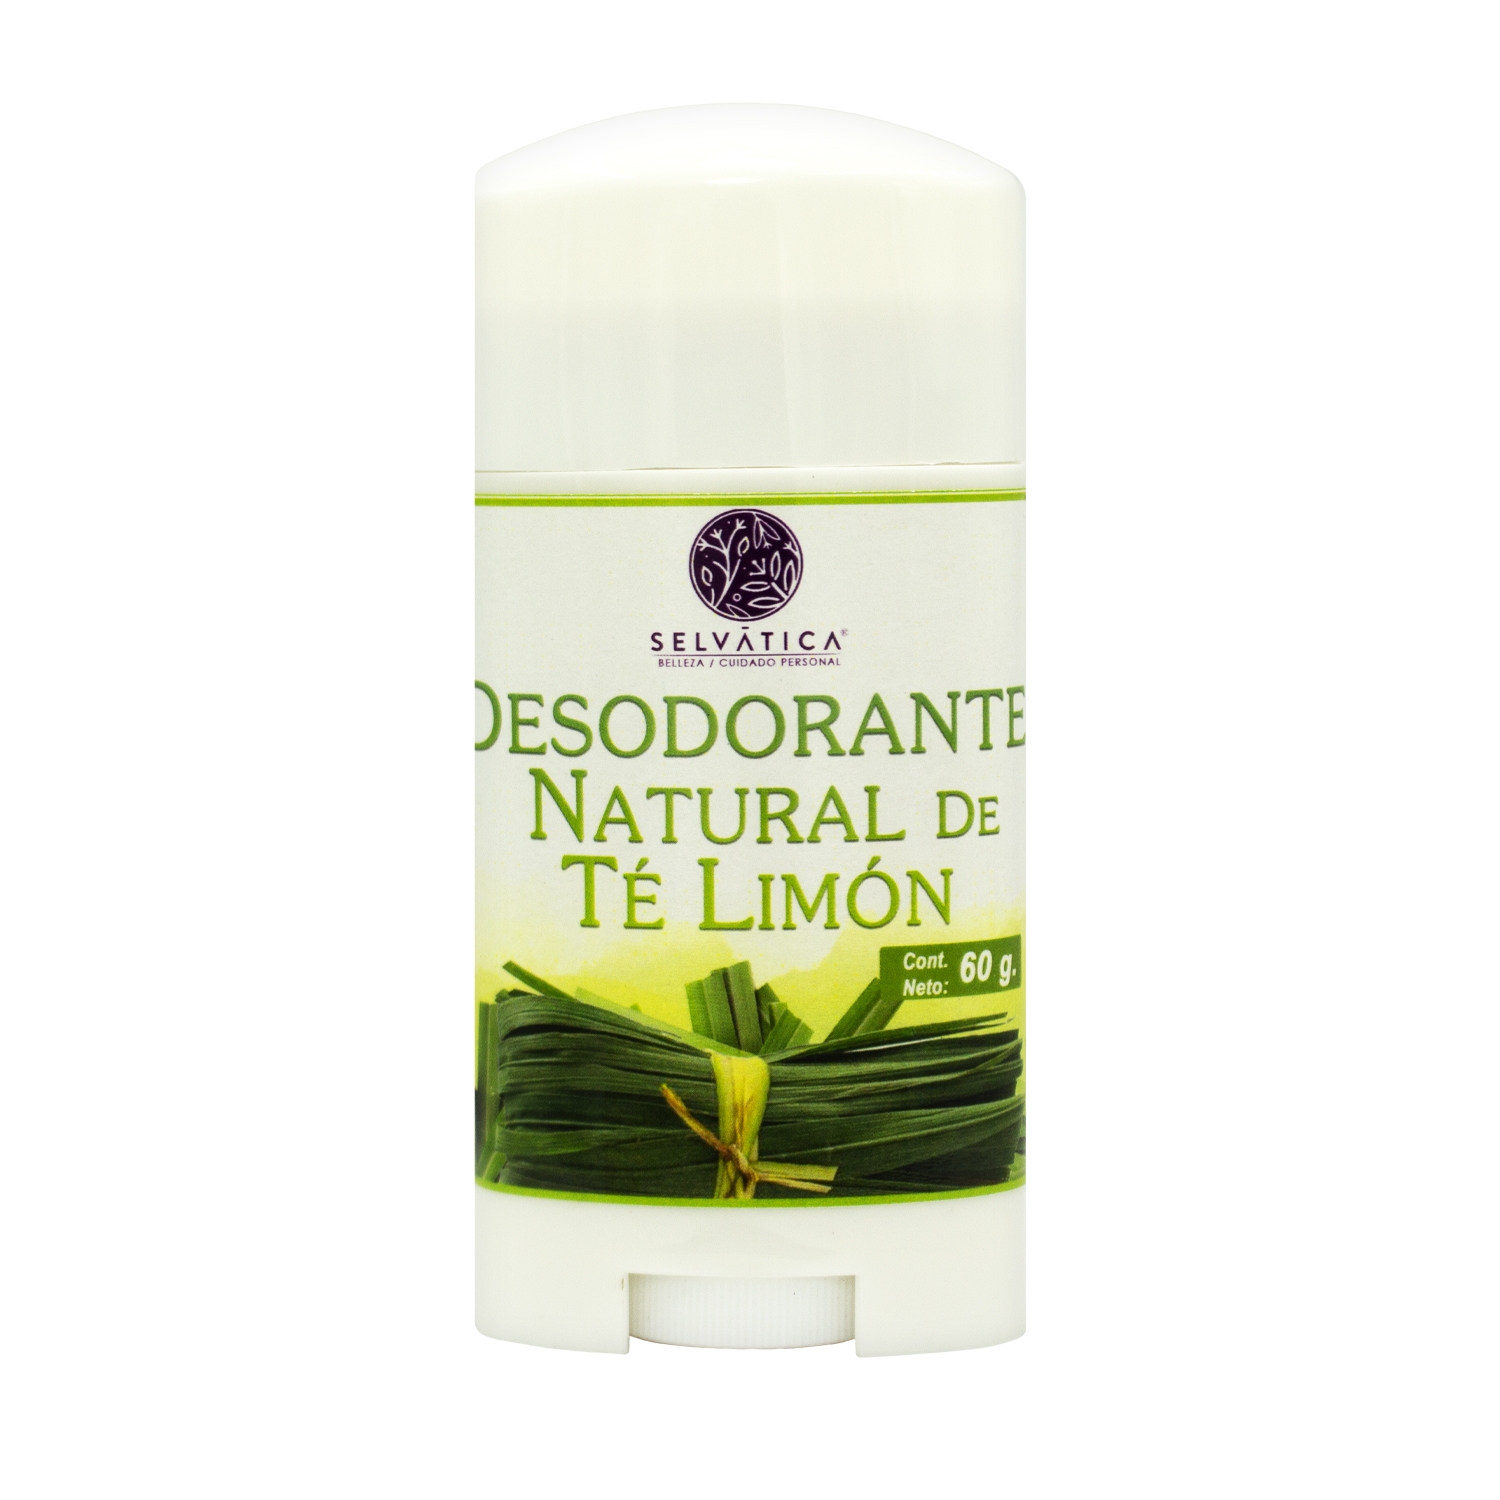 SELVĀTICA®
BELLEZA / CUIDADO PERSONAL
DESODORANTE
NATURAL DE
TÉ LIMÓN
Cont. 60 g.
Neto: